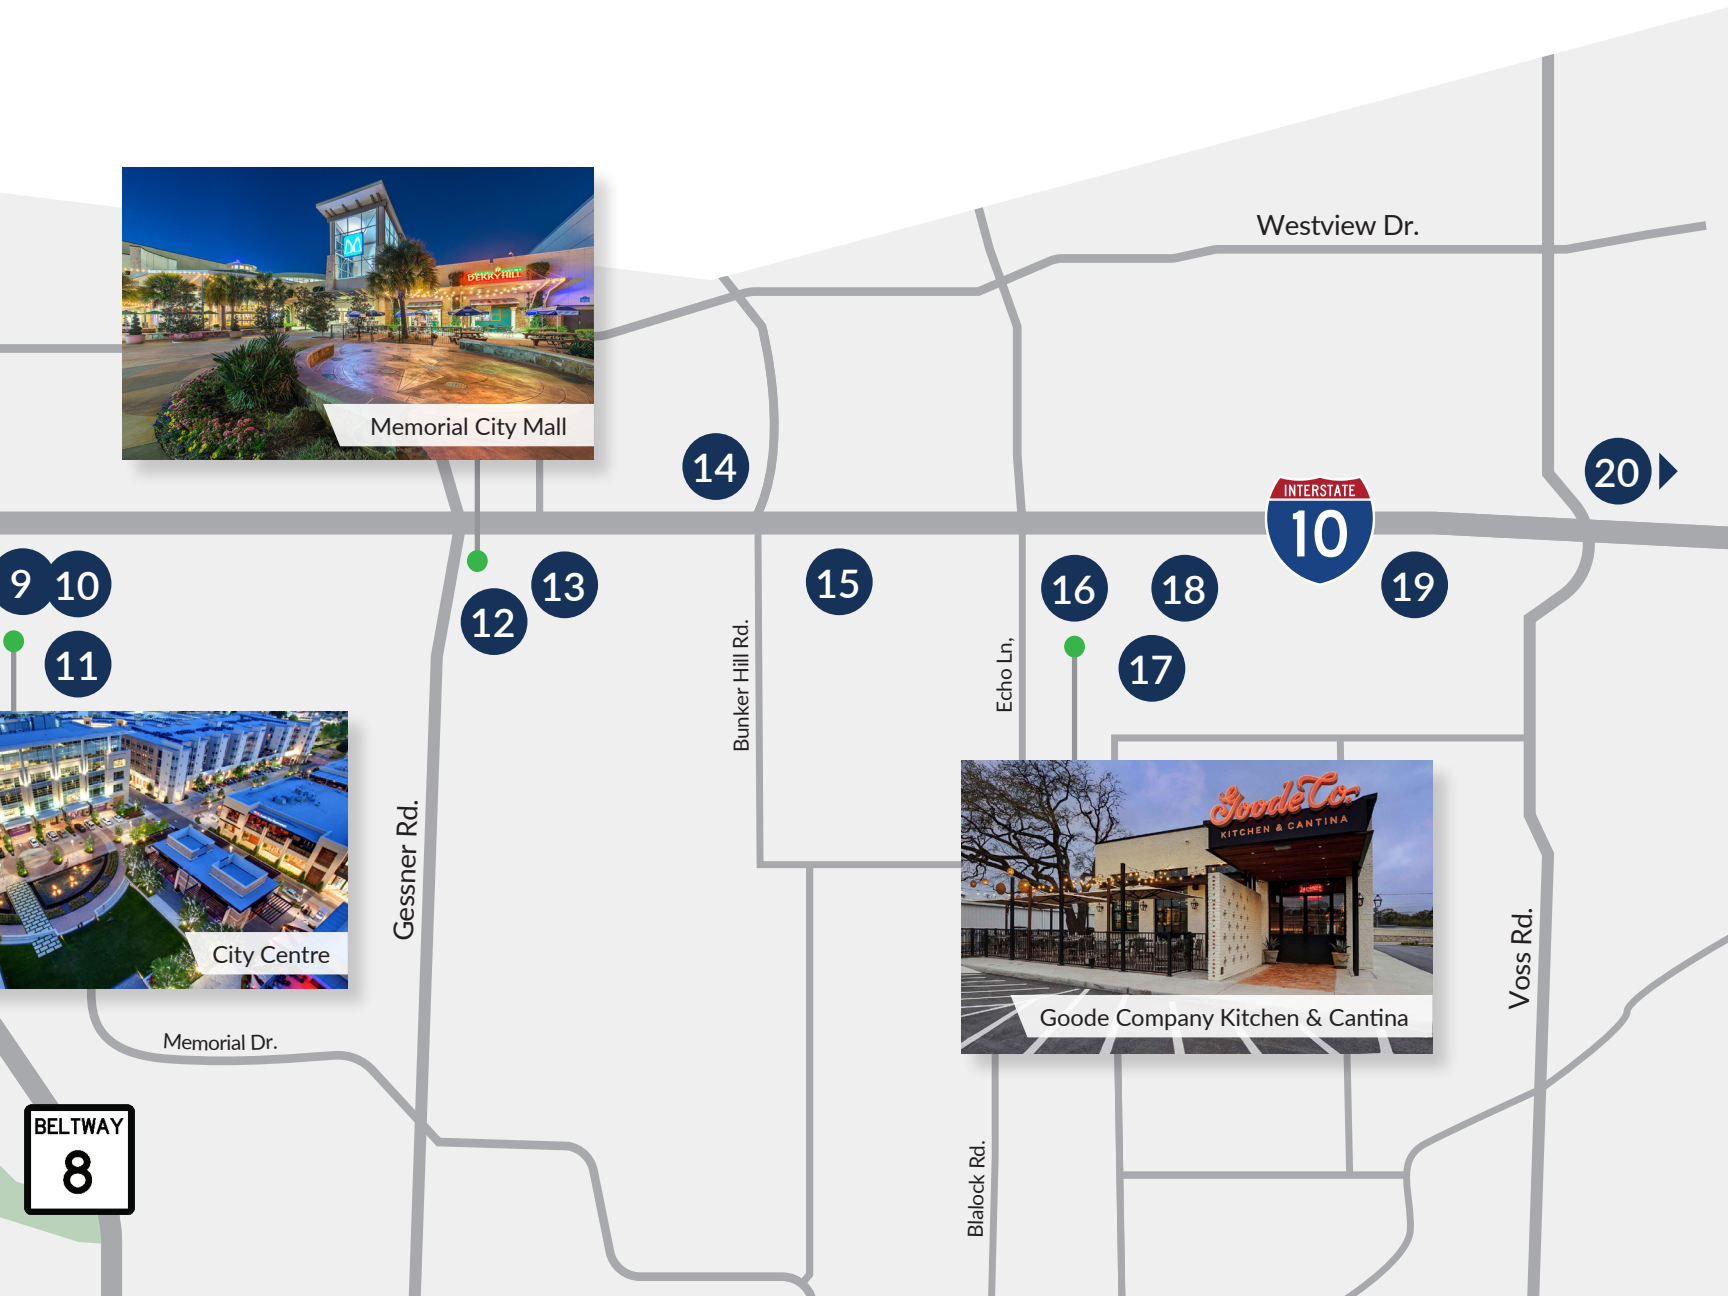 Westview Dr.
DERRYHILL
Memorial City Mall
14
20
INTERSTATE
10
9
10
13
15
16
18
19
12
11
17
Bunker Hill Rd.
Echo Ln,
Gessner Rd.
Goode Co.
KITCHEN & CANTINA
City Centre
Voss Rd.
Goode Company Kitchen & Cantina
Memorial Dr.
BELTWAY
8
Blalock Rd.